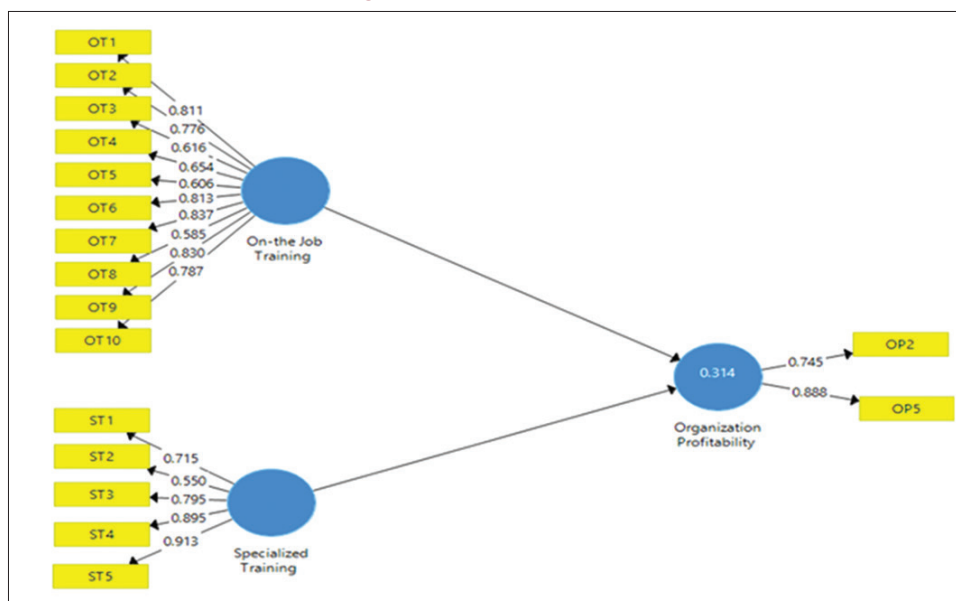 OT1
OT2
OT3
OT4
OT5
OT6
OT7
OT8
OT9
OT10
0.811
0.776
0.616
0.654
0.606
0.813
0.837
0.585
0.830
0.787
On-the Job
Training
ST1
ST2
ST3
ST4
ST5
0.715
0.550
0.795
0.895
0.913
Specialized
Training
0.314
Organization
Profitability
0.745
0.888
OP2
OP5